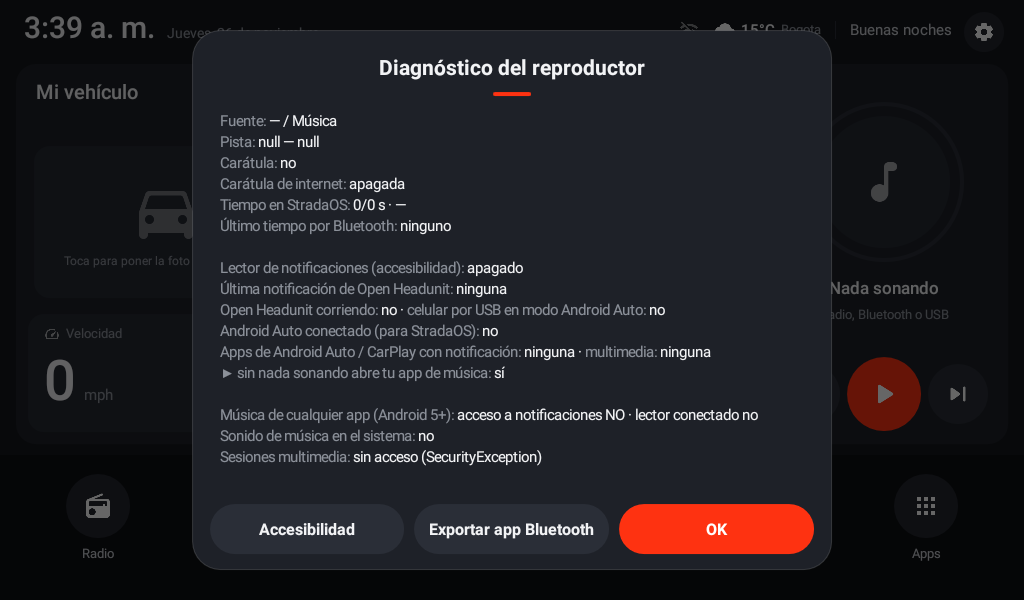 3:39 a. m.
15°C
Bogota
Buenas noches
Mi vehículo
Toca para poner la foto
Velocidad
0 mph
Radio
Diagnóstico del reproductor
Fuente: — / Música
Pista: null — null
Carátula: no
Carátula de internet: apagada
Tiempo en StradaOS: 0/0 s · —
Último tiempo por Bluetooth: ninguno
Lector de notificaciones (accesibilidad): apagado
Última notificación de Open Headunit: ninguna
Open Headunit corriendo: no · celular por USB en modo Android Auto: no
Android Auto conectado (para StradaOS): no
Apps de Android Auto / CarPlay con notificación: ninguna · multimedia: ninguna
► sin nada sonando abre tu app de música: sí
Música de cualquier app (Android 5+): acceso a notificaciones NO · lector conectado no
Sonido de música en el sistema: no
Sesiones multimedia: sin acceso (SecurityException)
Accesibilidad
Exportar app Bluetooth
OK
Nada sonando
adio, Bluetooth o USB
Apps